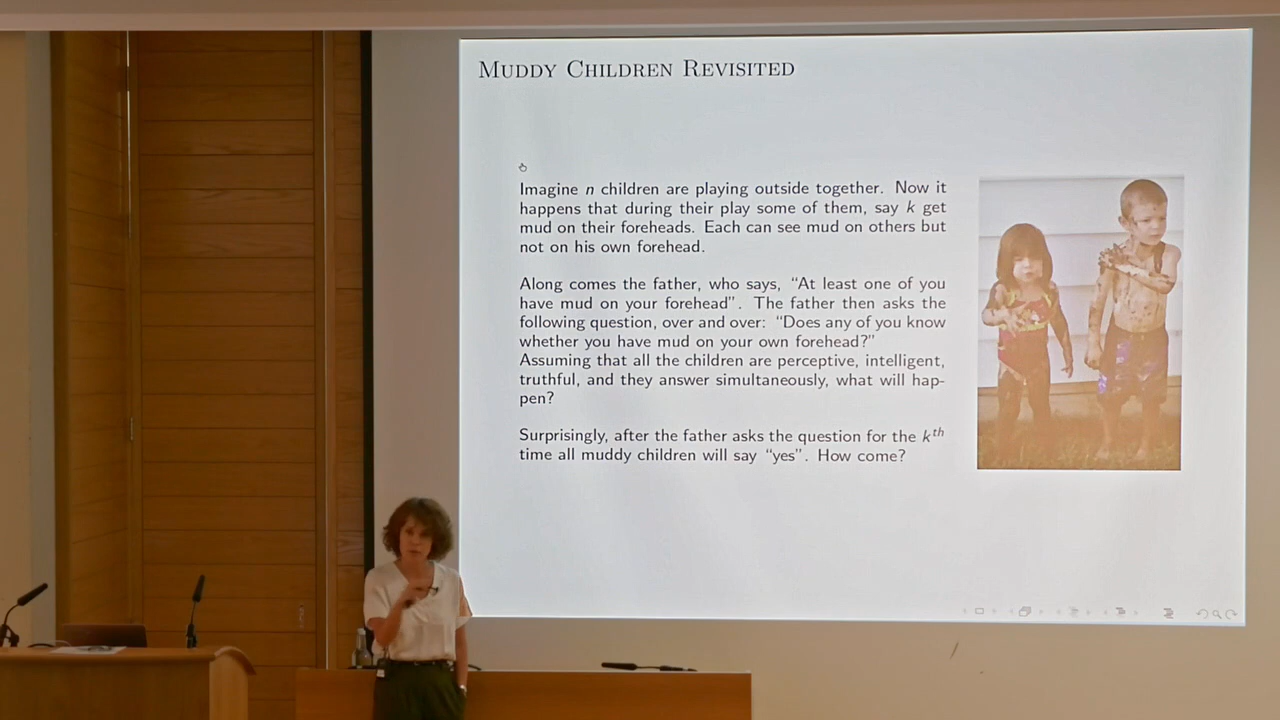 MUDDY CHILDREN REVISITED
Imagine n children are playing outside together. Now it
happens that during their play some of them, say k get
mud on their foreheads. Each can see mud on others but
not on his own forehead.
Along comes the father, who says, “At least one of you
have mud on your forehead”. The father then asks the
following question, over and over: “Does any of you know
whether you have mud on your own forehead?”
Assuming that all the children are perceptive, intelligent,
truthful, and they answer simultaneously, what will hap-
pen?
Surprisingly, after the father asks the question for the kth
time all muddy children will say “yes”. How come?